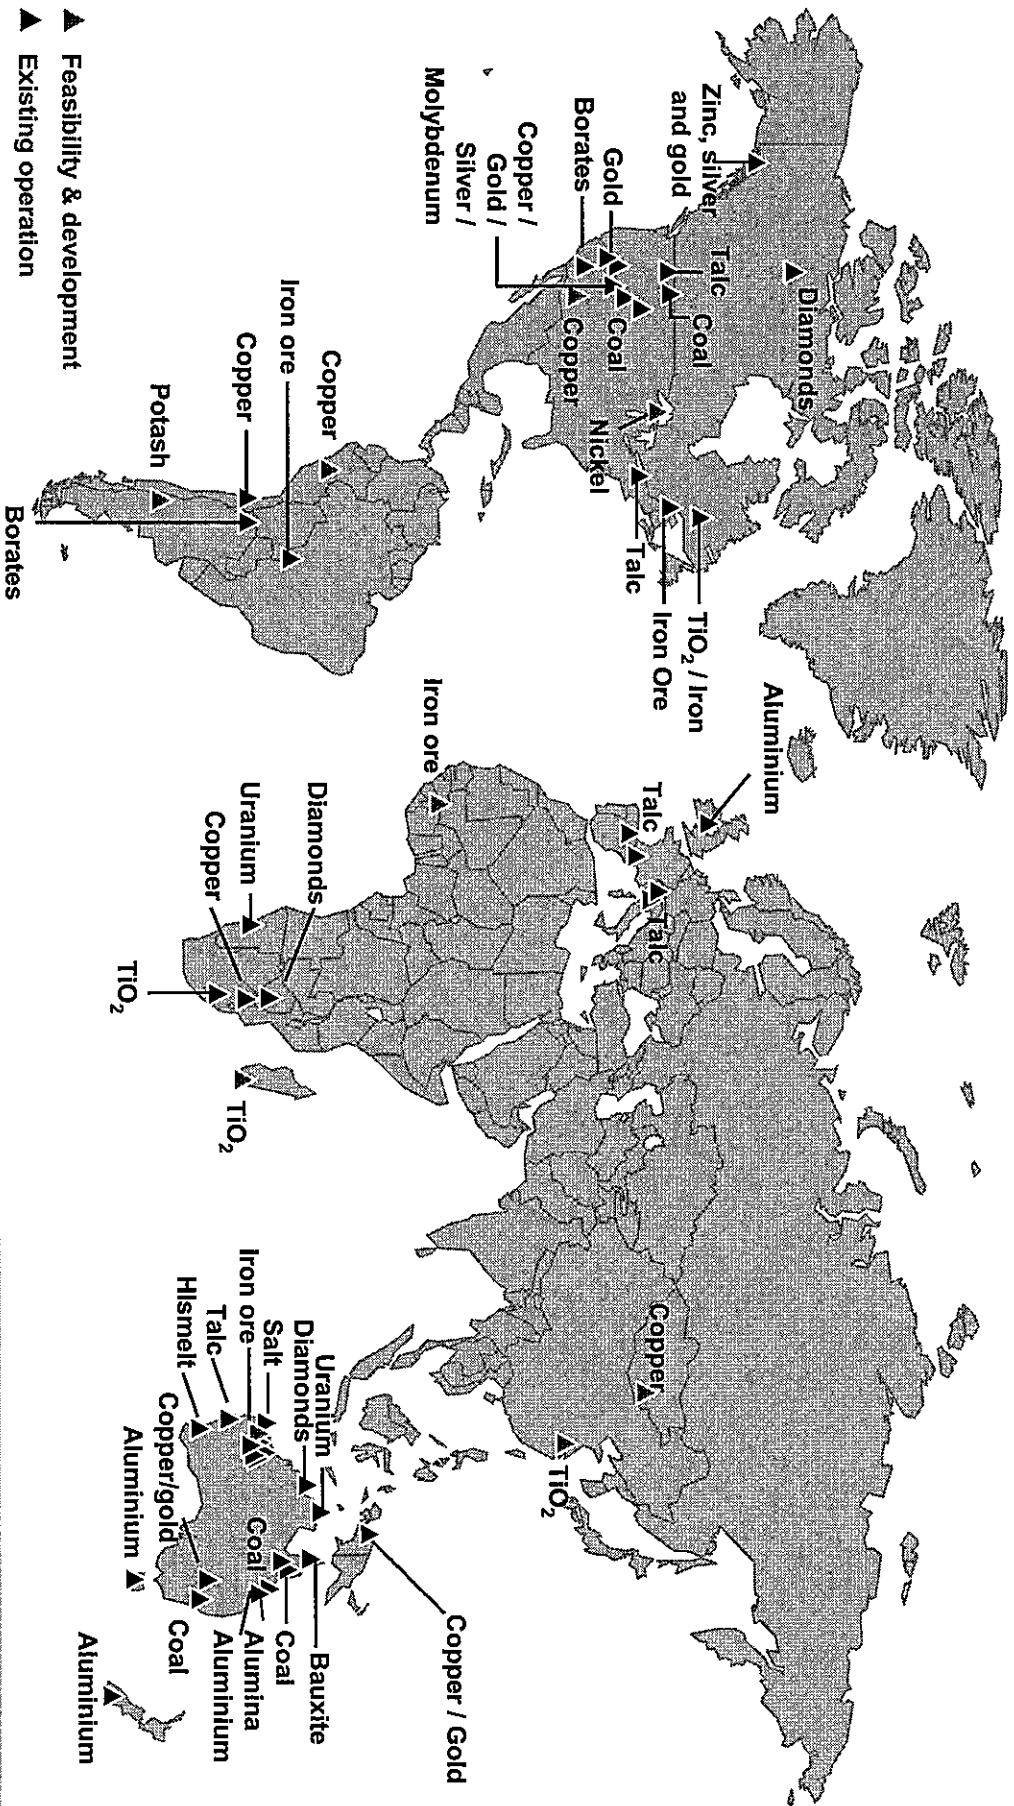 Diamonds
Zinc, silver
and gold
Talc
Coal
Gold
Borates
Coal
Copper
Copper /
Gold /
Silver /
Molybdenum
Nickel
Talc
TiO₂ / Iron
Iron Ore
Aluminium
Talc
Talc
Copper
TiO₂
Iron ore
Copper
Iron ore
Copper
Potash
Borates
Diamonds
Uranium
Copper
TiO₂
TiO₂
Copper / Gold
Uranium
Diamonds
Salt
Iron ore
Talc
HIsmelt
Copper/gold
Aluminium
Coal
Bauxite
Coal
Alumina
Aluminium
Coal
Aluminium
Feasibility & development
Existing operation